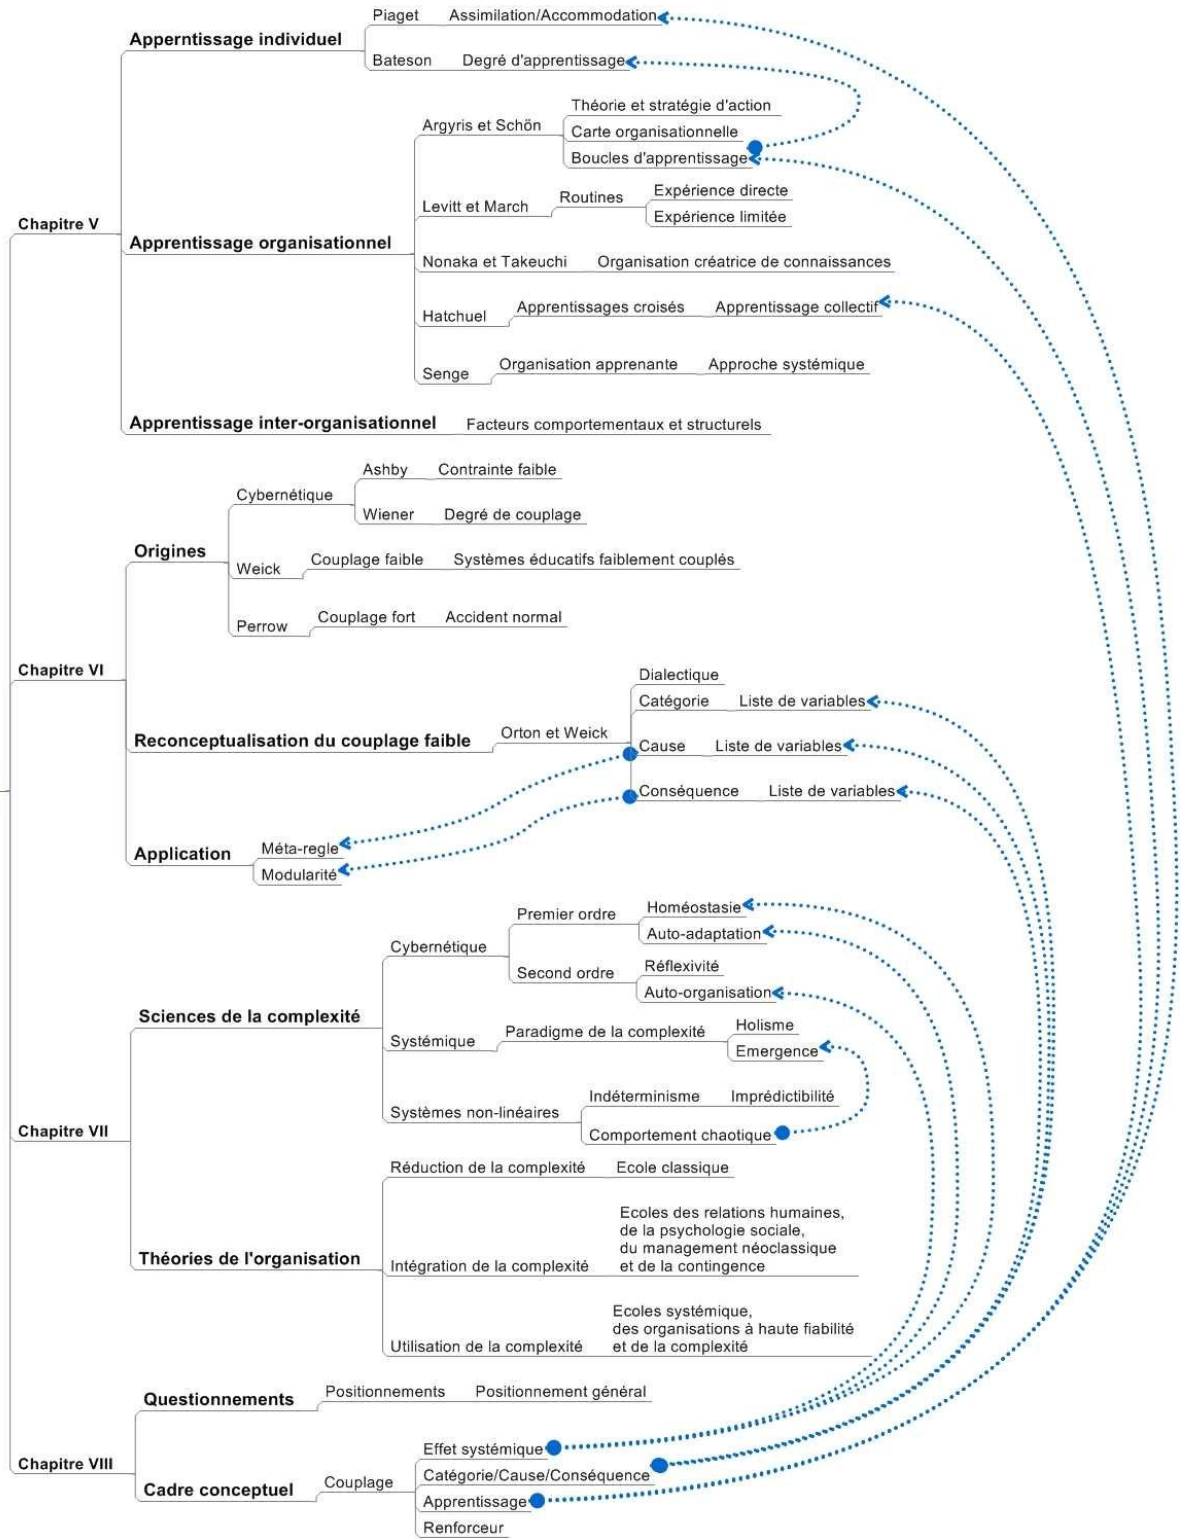 Piaget Assimilation/Accommodation
Apperntissage individuel
Bateson Degré d'apprentissage
Théorie et stratégie d'action
Argyris et Schön Carte organisationnelle
Boucles d'apprentissage
Expérience directe
Levitt et March Routines
Expérience limitée
Chapitre V
Apprentissage organisationnel
Nonaka et Takeuchi Organisation créatrice de connaissances
Hatchuel Apprentissages croisés Apprentissage collectif
Senge Organisation apprenante Approche systémique
Apprentissage inter-organisationnel Facteurs comportementaux et structurels
Ashby Contrainte faible
Cybernétique
Wiener Degré de couplage
Origines
Weick Couplage faible Systèmes éducatifs faiblement couplés
Perrow Couplage fort Accident normal
Chapitre VI
Dialectique
Catégorie Liste de variables
Reconceptualisation du couplage faible Orton et Weick
Cause Liste de variables
Conséquence Liste de variables
Application
Méta-regle
Modularité
Premier ordre Homéostasie
Auto-adaptation
Cybernétique
Second ordre Réflexivité
Auto-organisation
Sciences de la complexité
Systémique Paradigme de la complexité Holisme
Emergence
Systèmes non-linéaires Indéterminisme Imprédictibilité
Comportement chaotique
Chapitre VII
Réduction de la complexité Ecole classique
Théories de l'organisation
Ecoles des relations humaines,
de la psychologie sociale,
du management néoclassique
et de la contingence
Intégration de la complexité
Ecoles systémique,
des organisations à haute fiabilité
et de la complexité
Utilisation de la complexité
Questionnements Positionnements Positionnement général
Chapitre VIII
Cadre conceptuel Couplage
Effet systémique
Catégorie/Cause/Conséquence
Apprentissage
Renforceur